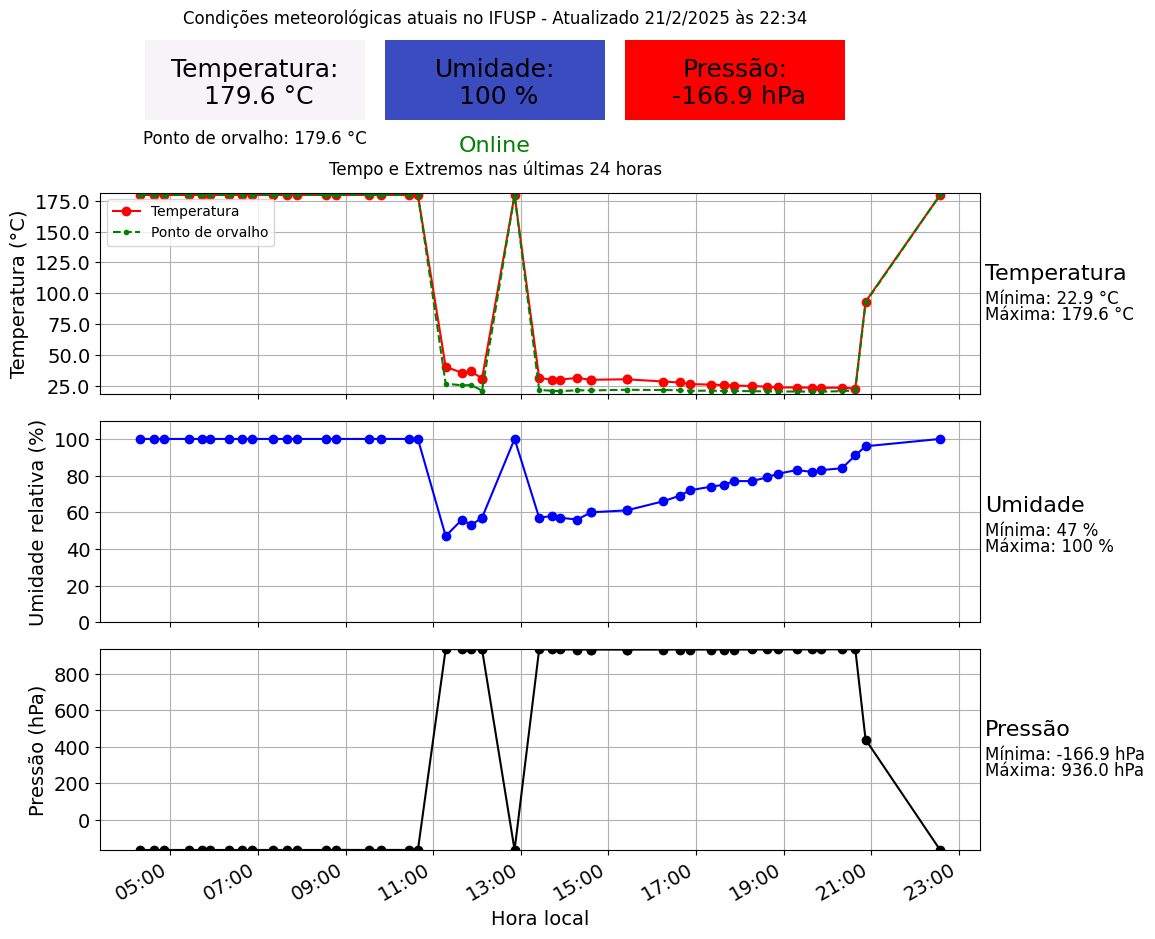 Condições meteorológicas atuais no IFUSP - Atualizado 21/2/2025 às 22:34
Temperatura:
179.6 °C
Umidade:
100 %
Pressão:
-166.9 hPa
Ponto de orvalho: 179.6 °C
Online
Tempo e Extremos nas últimas 24 horas
Temperatura (°C)
175.0
150.0
125.0
100.0
75.0
50.0
25.0
Temperatura
Ponto de orvalho
Temperatura
Mínima: 22.9 °C
Máxima: 179.6 °C
Umidade relativa (%)
100
80
60
40
20
0
Umidade
Mínima: 47 %
Máxima: 100 %
Pressão (hPa)
800
600
400
200
0
Pressão
Mínima: -166.9 hPa
Máxima: 936.0 hPa
05:00
07:00
09:00
11:00
13:00
15:00
17:00
19:00
21:00
23:00
Hora local